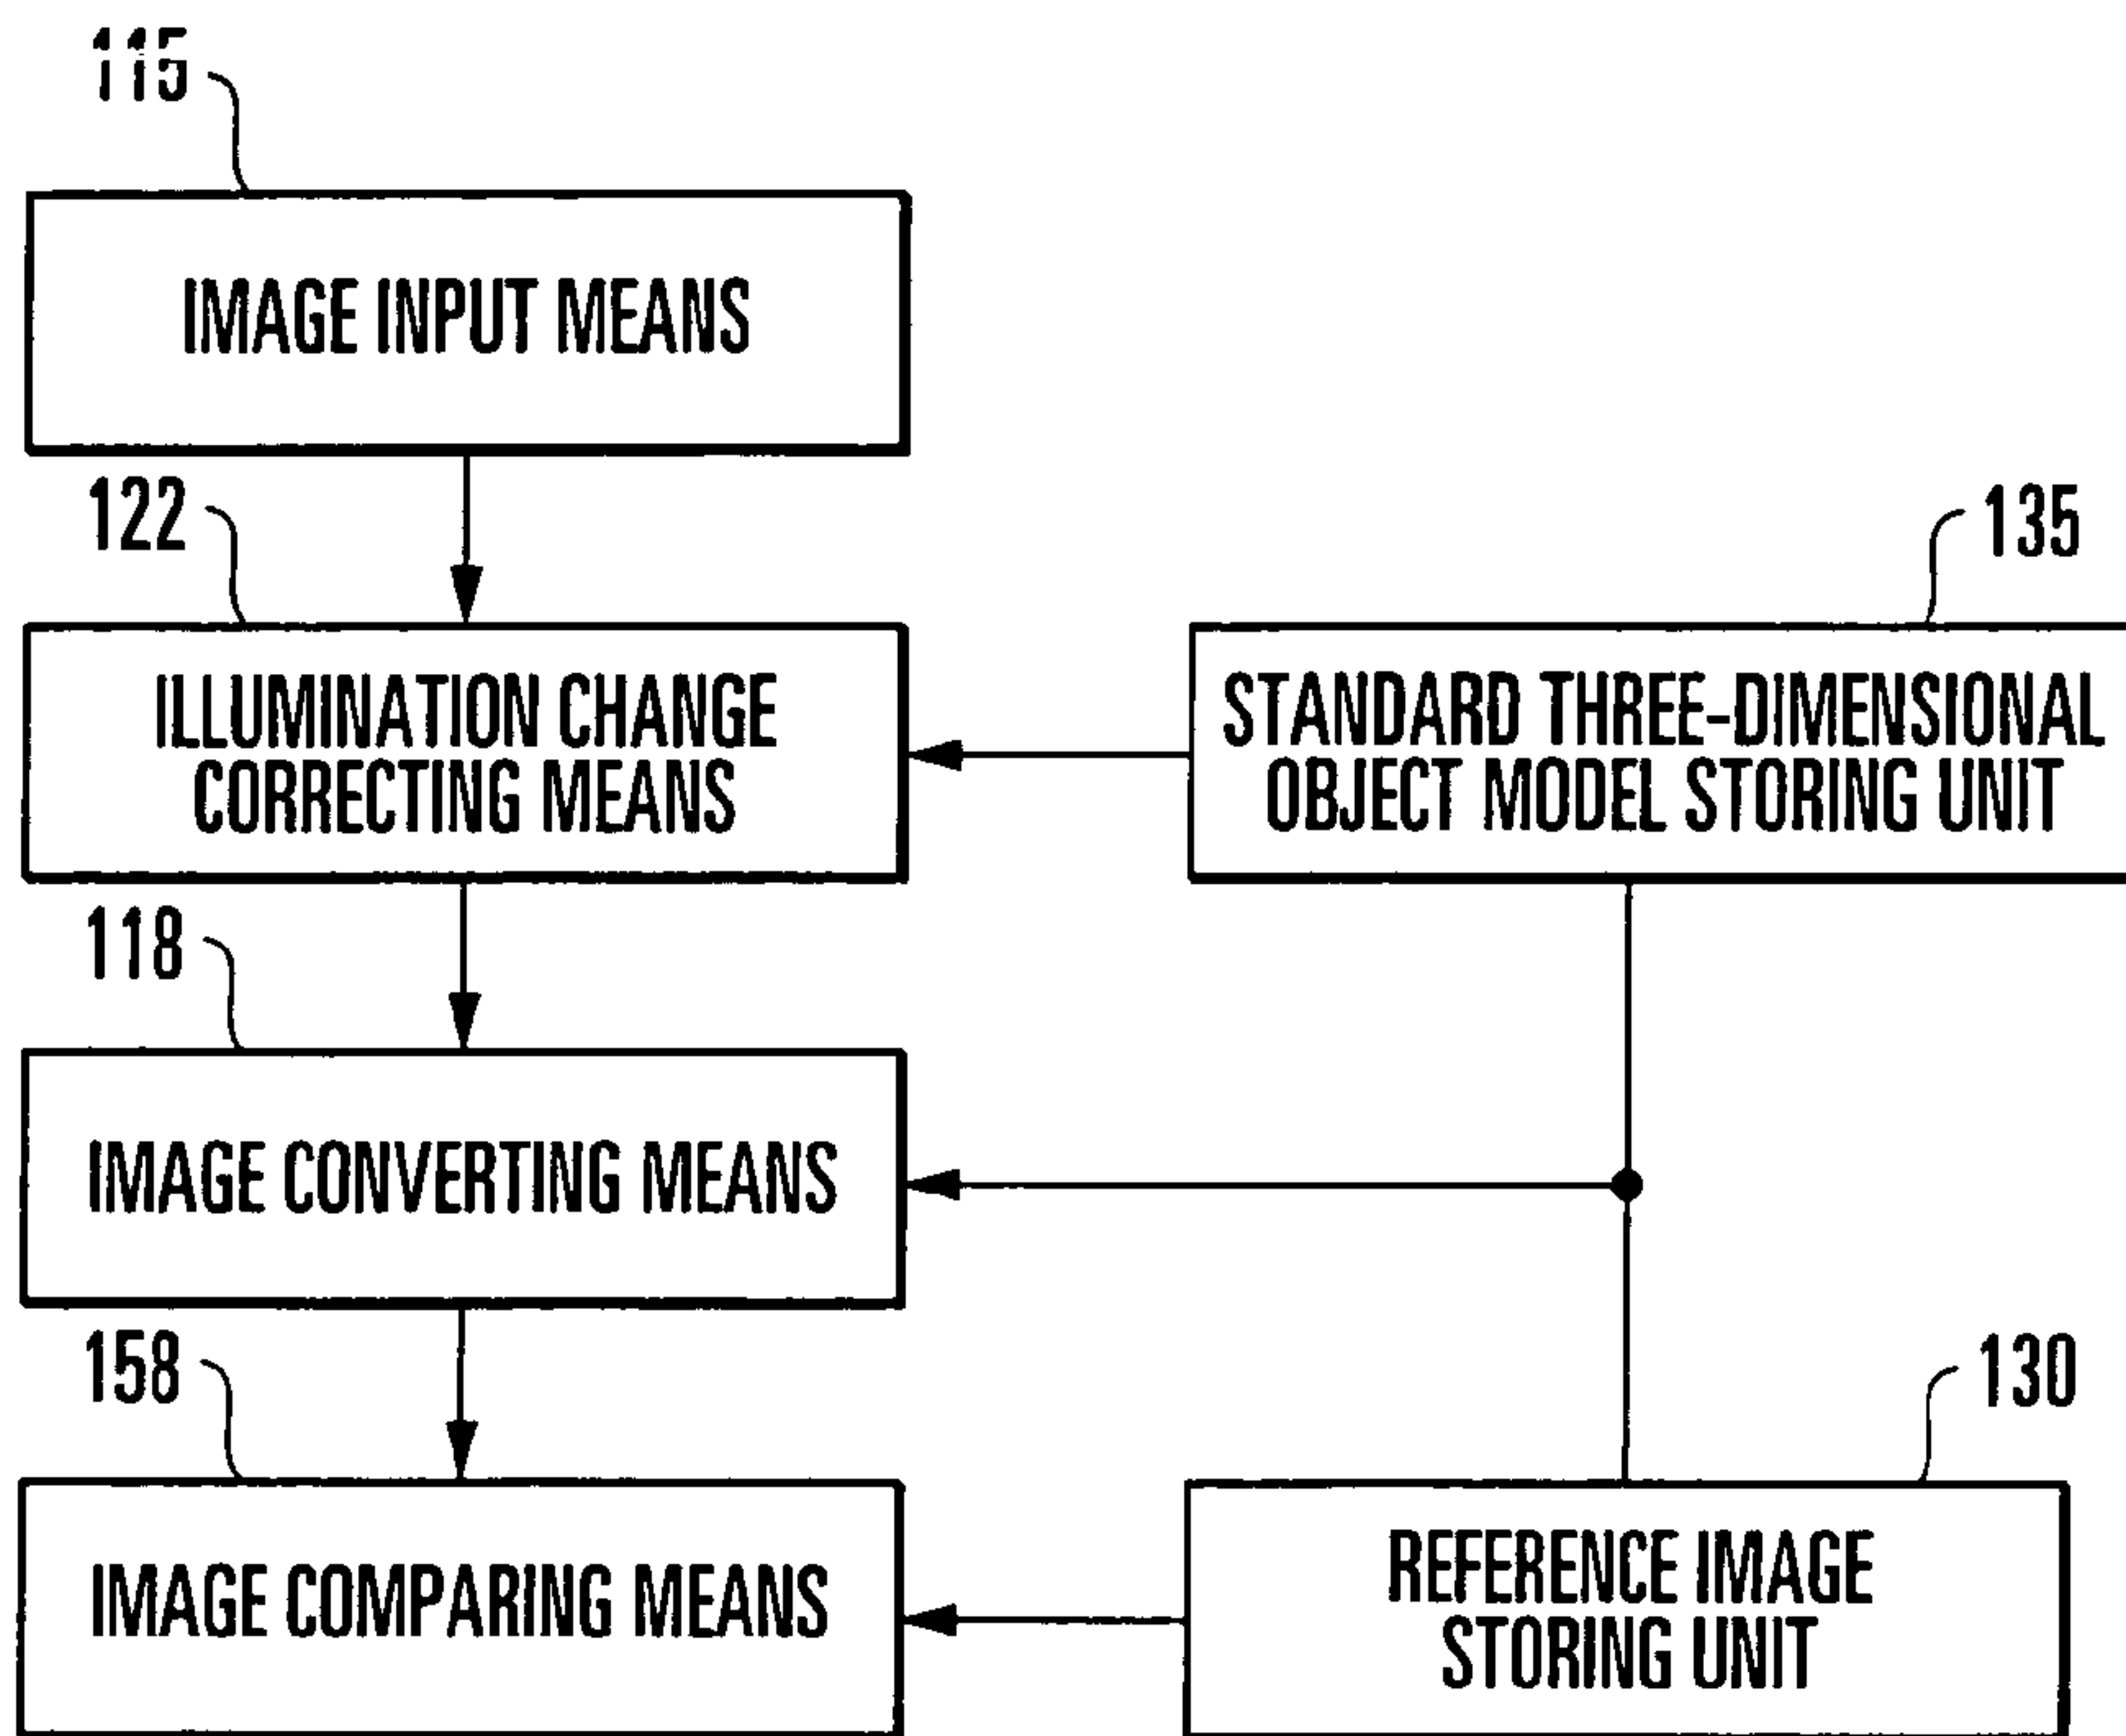 115
IMAGE INPUT MEANS
122
135
ILLUMINATION CHANGE
CORRECTING MEANS
STANDARD THREE-DIMENSIONAL
OBJECT MODEL STORING UNIT
118
IMAGE CONVERTING MEANS
158
130
IMAGE COMPARING MEANS
REFERENCE IMAGE
STORING UNIT